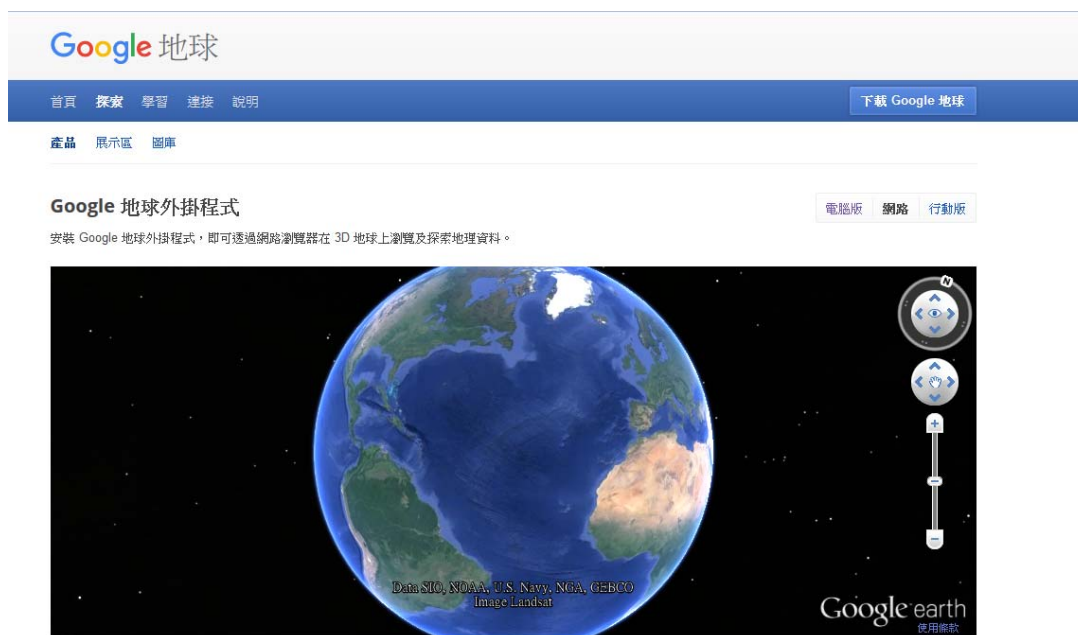 Google 地球
首頁 探索 學習 連接 說明 下載 Google 地球
產品 展示區 圖庫
Google 地球外掛程式
電腦版 網路 行動版
安裝 Google 地球外掛程式,即可透過網路瀏覽器在 3D 地球上瀏覽及探索地理資料。
N
Data SIO, NOAA, U.S. Navy, NGA, GEBCO
Image Landsat
Google earth
使用條款